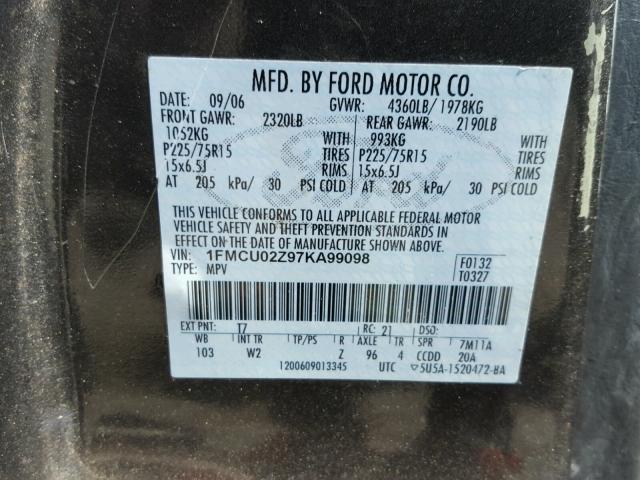 MFD. BY FORD MOTOR CO.
DATE: 09/06 GVWR: 4360LB/ 1978KG
FRONT GAWR: 2320LB REAR GAWR: 2190LB
1052KG WITH 993KG WITH
P225/75R15 TIRES P225/75R15 TIRES
15x6.5J RIMS 15x6.5J RIMS
AT 205 kPa/ 30 PSI COLD AT 205 kPa/ 30 PSI COLD
Ford
THIS VEHICLE CONFORMS TO ALL APPLICABLE FEDERAL MOTOR
VEHICLE SAFETY AND THEFT PREVENTION STANDARDS
IN EFFECT ON THE DATE OF MANUFACTURE SHOWN ABOVE.
VIN: 1FMCU02Z97KA99098 F0132
TYPE: MPV T0327
EXT PNT: T7 RC: 21 DSO:
WB INT TR TP/PS R AXLE TR SPR 7M11A
103 W2 Z 96 4 CCDD 20A
1200609013345 UTC ▽5U5A-1520472-BA